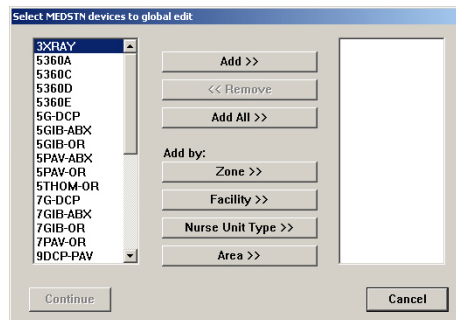 Select MEDSTN devices to global edit
3XRAY
5360A
5360C
5360D
5360E
5G-DCP
5GIB-ABX
5GIB-OR
5PAV-ABX
5PAV-OR
5THOM-OR
7G-DCP
7GIB-ABX
7GIB-OR
7PAV-OR
9DCP-PAV
Add >>
<< Remove
Add All >>
Add by:
Zone >>
Facility >>
Nurse Unit Type >>
Area >>
Continue
Cancel